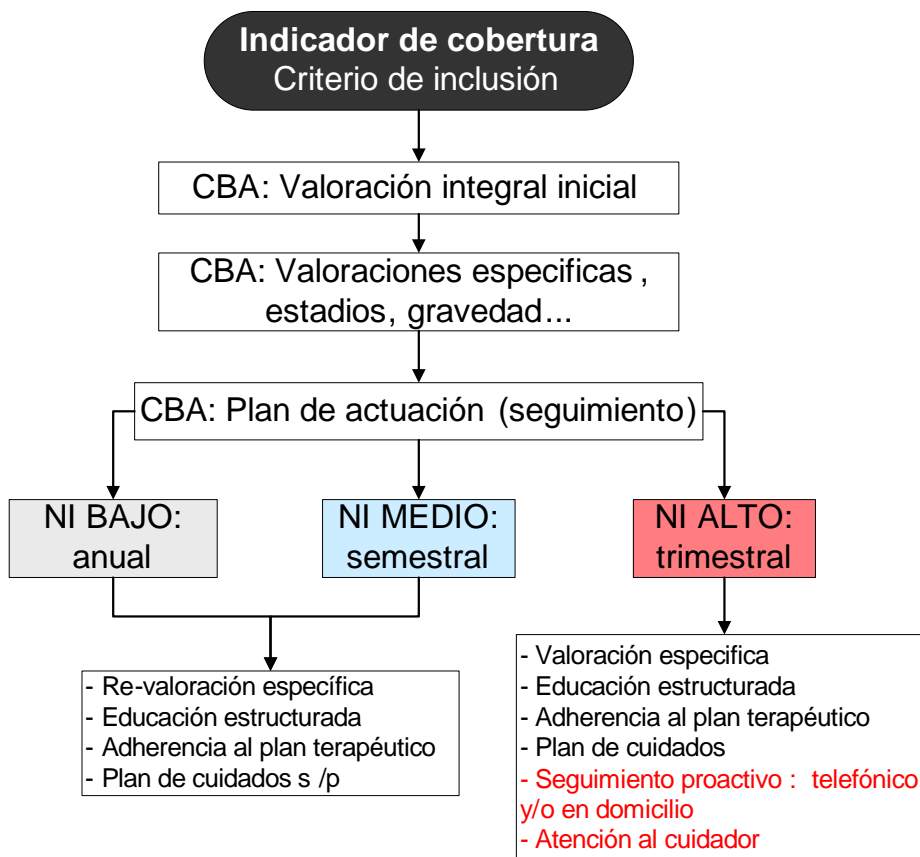 Indicador de cobertura
Criterio de inclusión
CBA: Valoración integral inicial
CBA: Valoraciones especificas ,
estadios, gravedad...
CBA: Plan de actuación (seguimiento)
NI BAJO:
anual
NI MEDIO:
semestral
NI ALTO:
trimestral
- Re-valoración específica
- Educación estructurada
- Adherencia al plan terapéutico
- Plan de cuidados s /p
- Valoración especifica
- Educación estructurada
- Adherencia al plan terapéutico
- Plan de cuidados
- Seguimiento proactivo : telefónico
y/o en domicilio
- Atención al cuidador